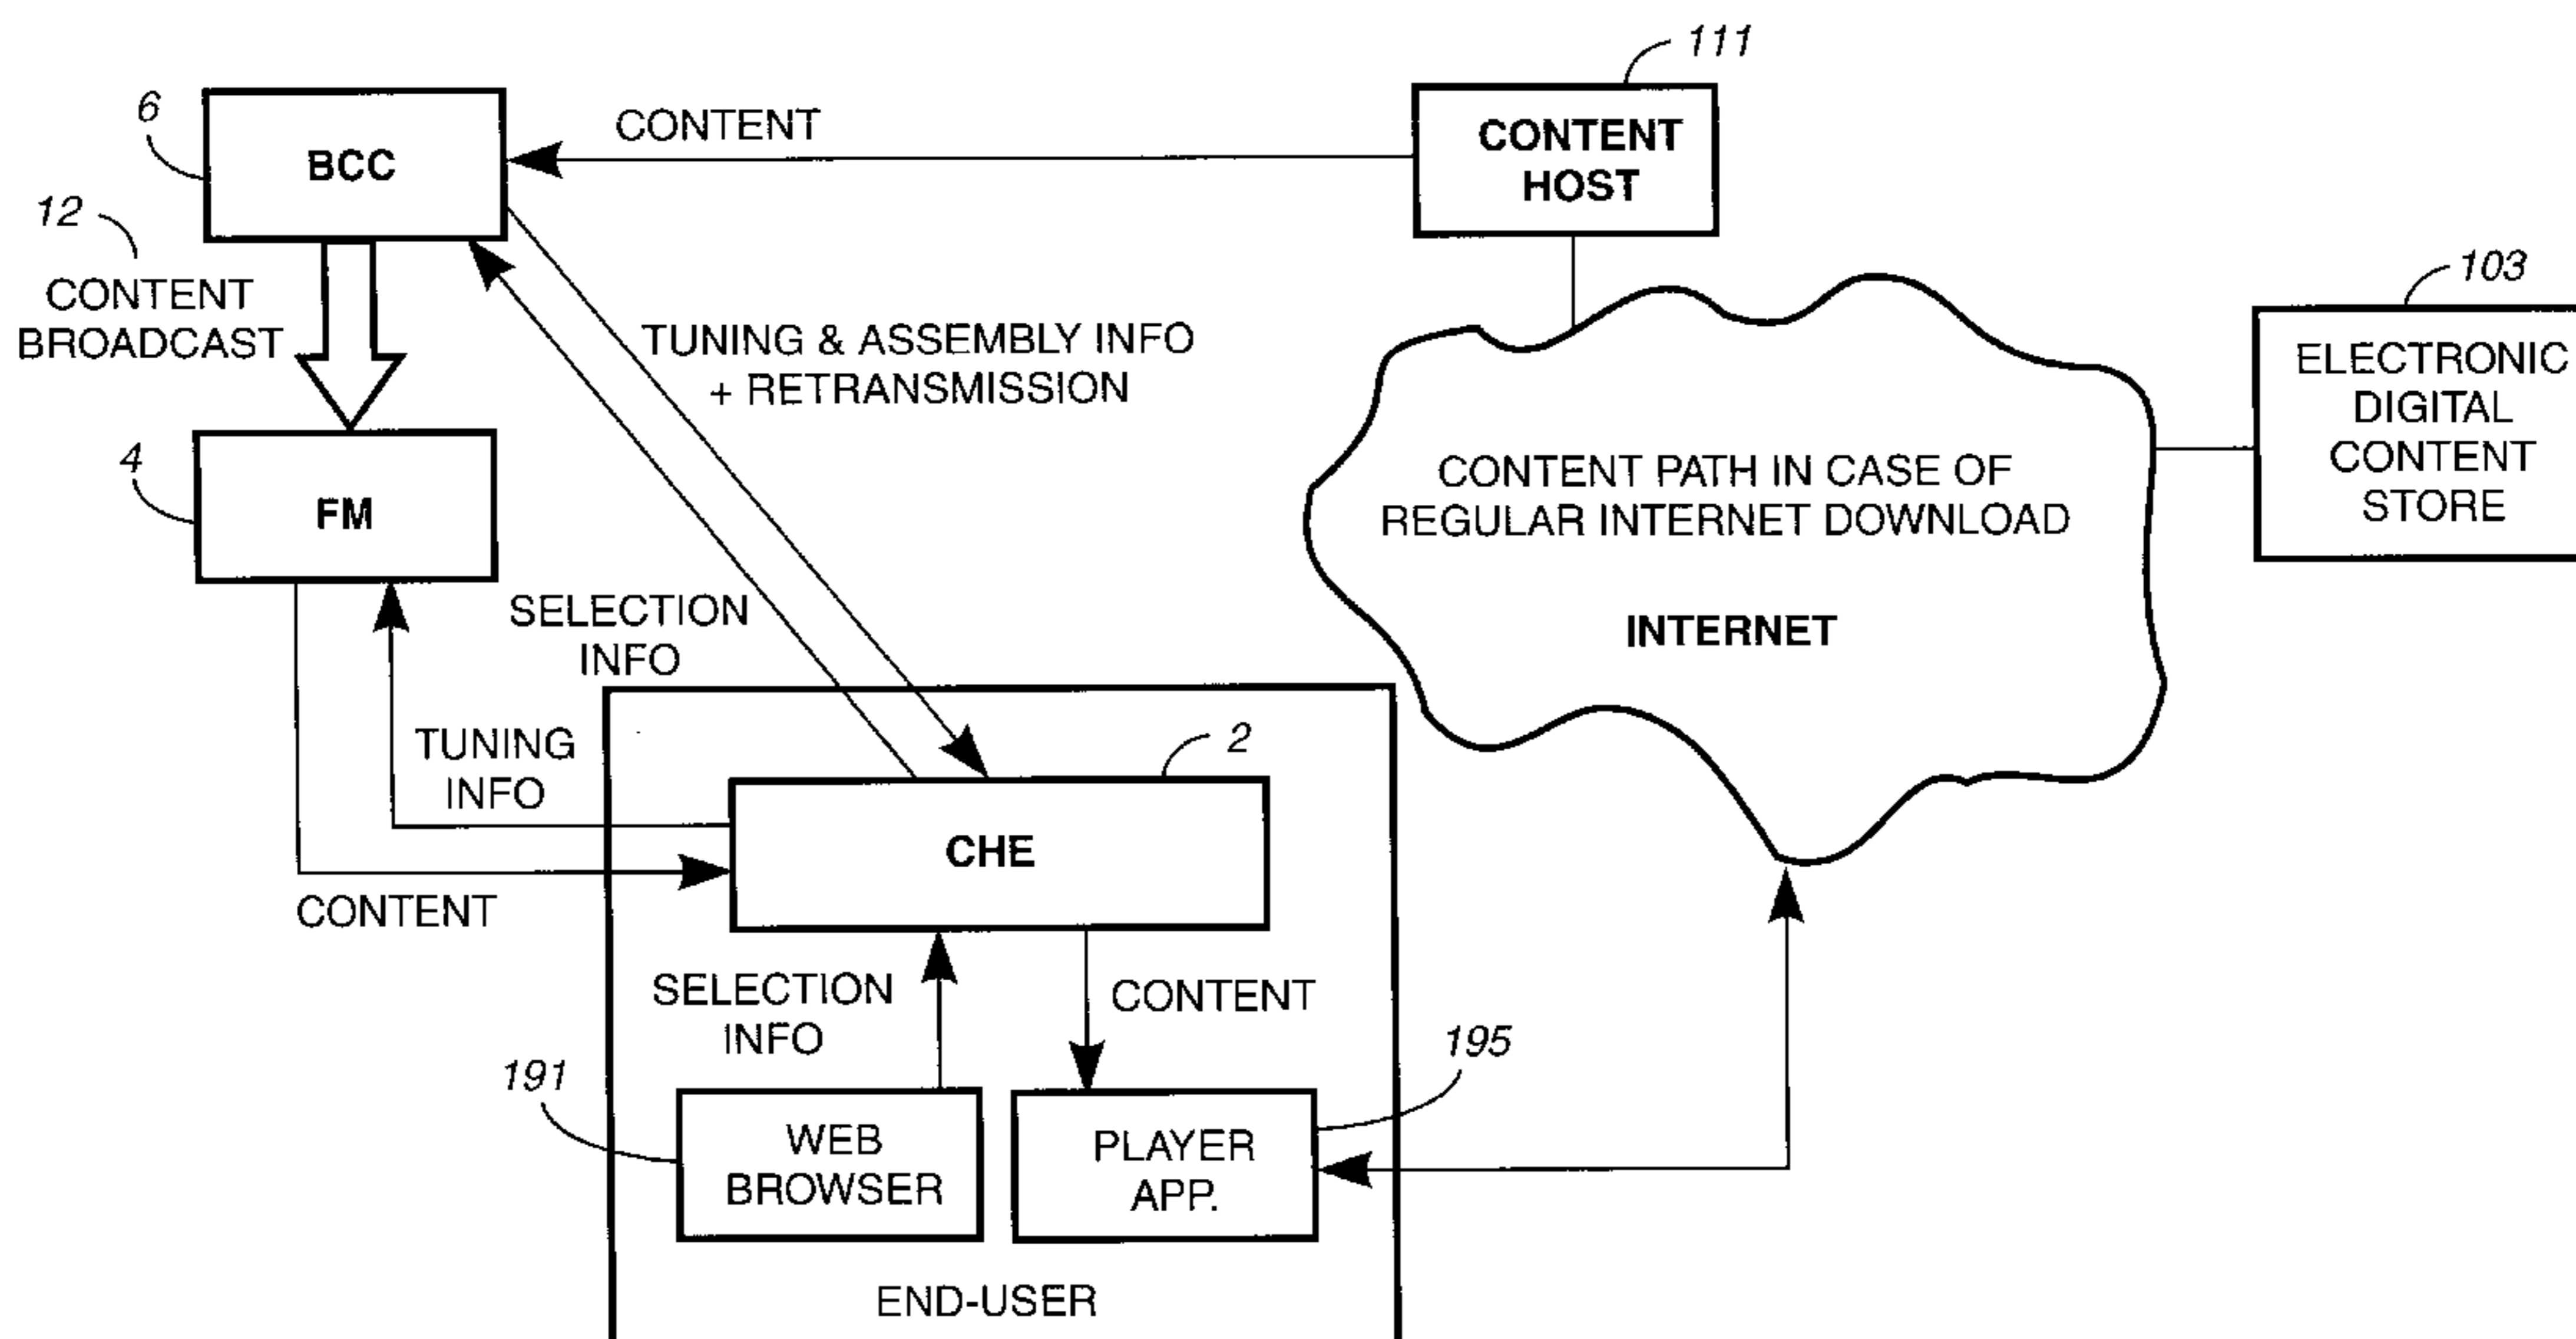 111
6
BCC
CONTENT
CONTENT
HOST
12
CONTENT
BROADCAST
103
ELECTRONIC
DIGITAL
CONTENT
STORE
TUNING & ASSEMBLY INFO
+ RETRANSMISSION
4
FM
CONTENT PATH IN CASE OF
REGULAR INTERNET DOWNLOAD
INTERNET
SELECTION
INFO
TUNING
INFO
2
CHE
CONTENT
SELECTION
INFO
CONTENT
191
195
WEB
BROWSER
PLAYER
APP.
END-USER